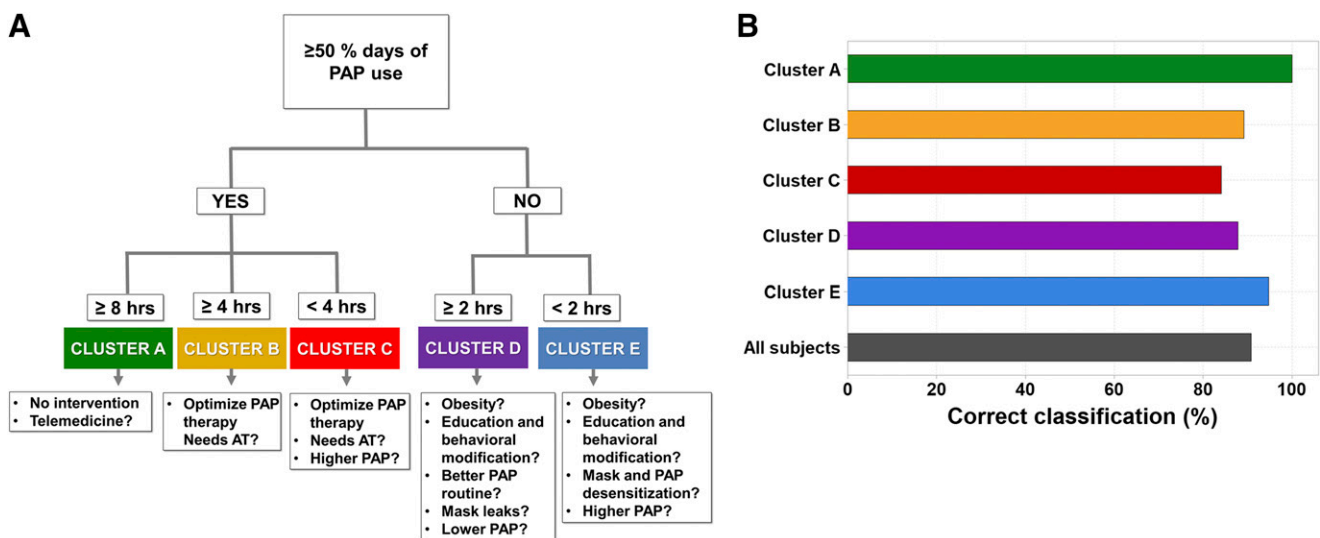 A
≥50 % days of
PAP use
YES
NO
≥ 8 hrs
≥ 4 hrs
< 4 hrs
≥ 2 hrs
< 2 hrs
CLUSTER A
CLUSTER B
CLUSTER C
CLUSTER D
CLUSTER E
• No intervention
• Telemedicine?
• Optimize PAP
therapy
Needs AT?
• Optimize PAP
therapy
• Needs AT?
• Higher PAP?
• Obesity?
• Education and
behavioral
modification?
• Better PAP
routine?
• Mask leaks?
• Lower PAP?
• Obesity?
• Education and
behavioral
modification?
• Mask and PAP
desensitization?
• Higher PAP?
B
Cluster A
Cluster B
Cluster C
Cluster D
Cluster E
All subjects
0 20 40 60 80 100
Correct classification (%)